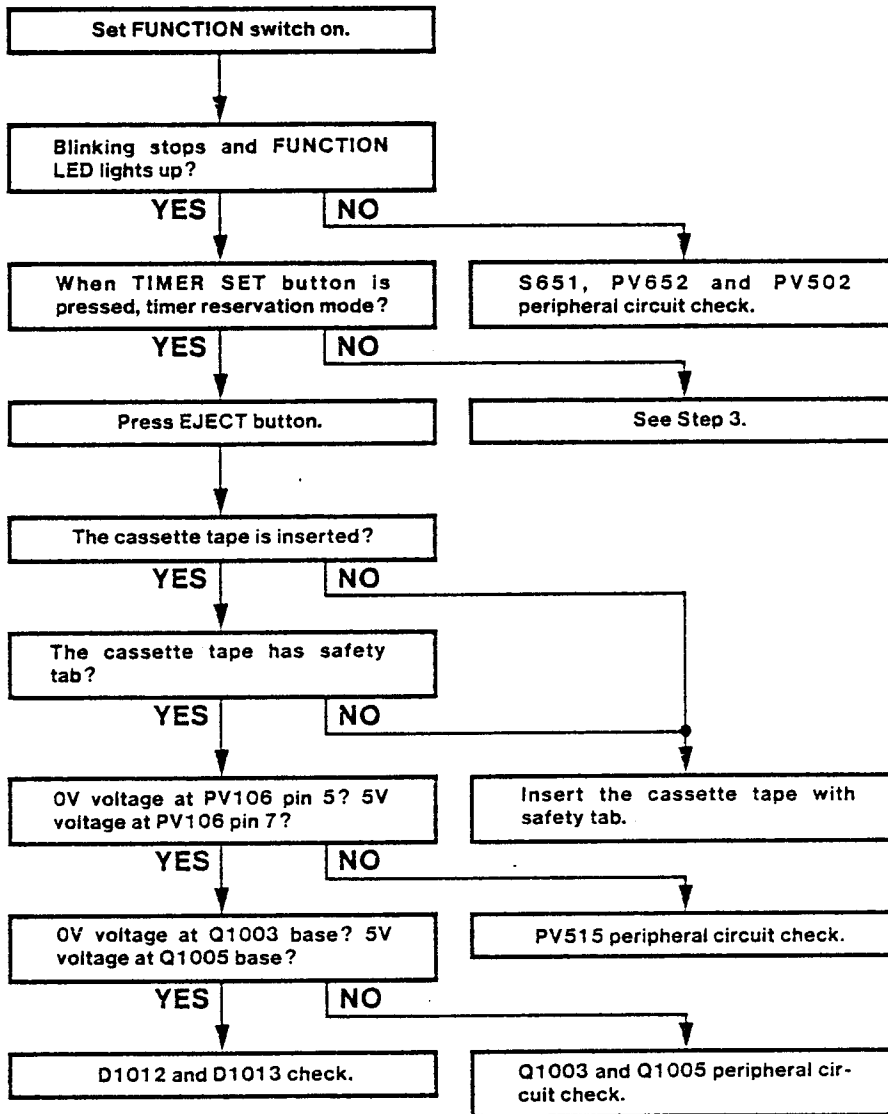 Set FUNCTION switch on.
Blinking stops and FUNCTION
LED lights up?
YES
NO
When TIMER SET button is
pressed, timer reservation mode?
S651, PV652 and PV502
peripheral circuit check.
YES
NO
Press EJECT button.
See Step 3.
The cassette tape is inserted?
YES
NO
The cassette tape has safety
tab?
YES
NO
0V voltage at PV106 pin 5? 5V
voltage at PV106 pin 7?
Insert the cassette tape with
safety tab.
YES
NO
0V voltage at Q1003 base? 5V
voltage at Q1005 base?
PV515 peripheral circuit check.
YES
NO
D1012 and D1013 check.
Q1003 and Q1005 peripheral cir-
cuit check.